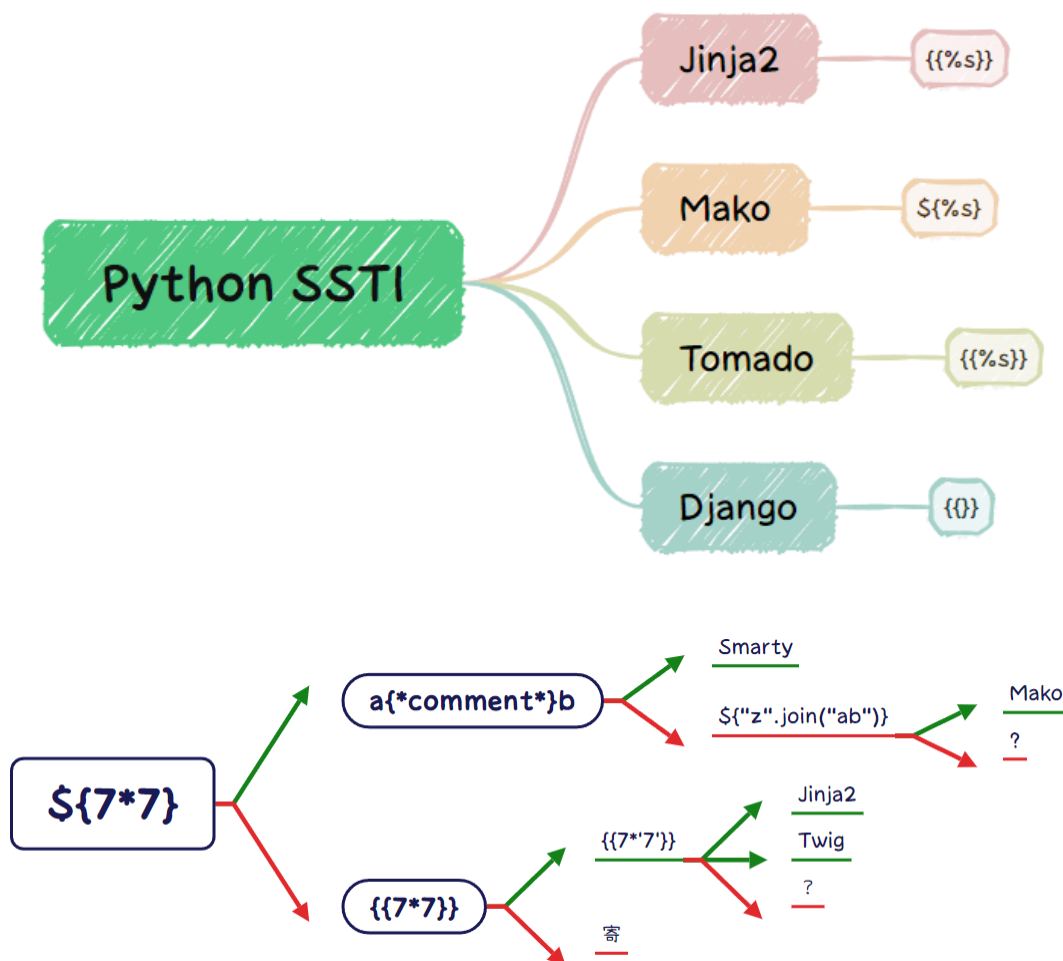 Python SSTI
Jinja2
{{%s}}
Mako
${%s}
Tomado
{{%s}}
Django
{{}}
${7*7}
a{*comment*}b
Smarty
${"z".join("ab")}
Mako
?
{{7*7}}
{{7*'7'}}
Jinja2
Twig
?
寄